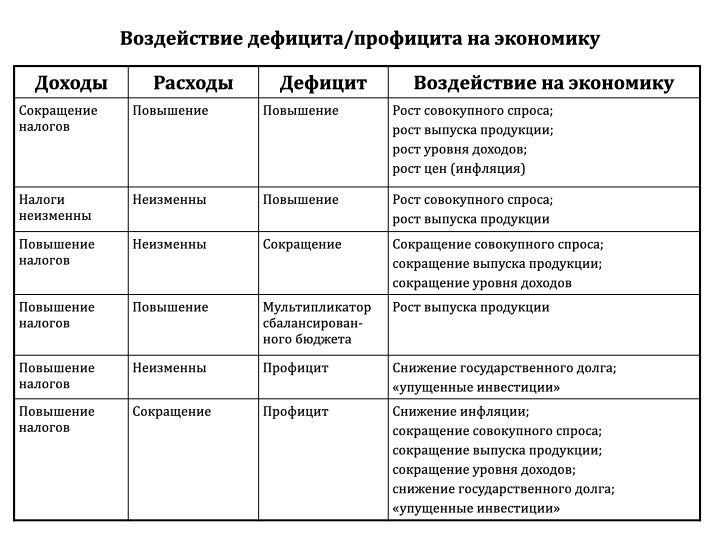 Воздействие дефицита/профицита на экономику
Доходы Расходы Дефицит Воздействие на экономику
Сокращение Повышение Повышение Рост совокупного спроса;
налогов рост выпуска продукции;
рост уровня доходов;
рост цен (инфляция)
Налоги Неизменны Повышение Рост совокупного спроса;
неизменны рост выпуска продукции
Повышение Неизменны Сокращение Сокращение совокупного спроса;
налогов сокращение выпуска продукции;
сокращение уровня доходов
Повышение Повышение Мультипликатор Рост выпуска продукции
налогов сбалансирован-
ного бюджета
Повышение Неизменны Профицит Снижение государственного долга;
налогов «упущенные инвестиции»
Повышение Сокращение Профицит Снижение инфляции;
налогов сокращение совокупного спроса;
сокращение выпуска продукции;
сокращение уровня доходов;
снижение государственного долга;
«упущенные инвестиции»